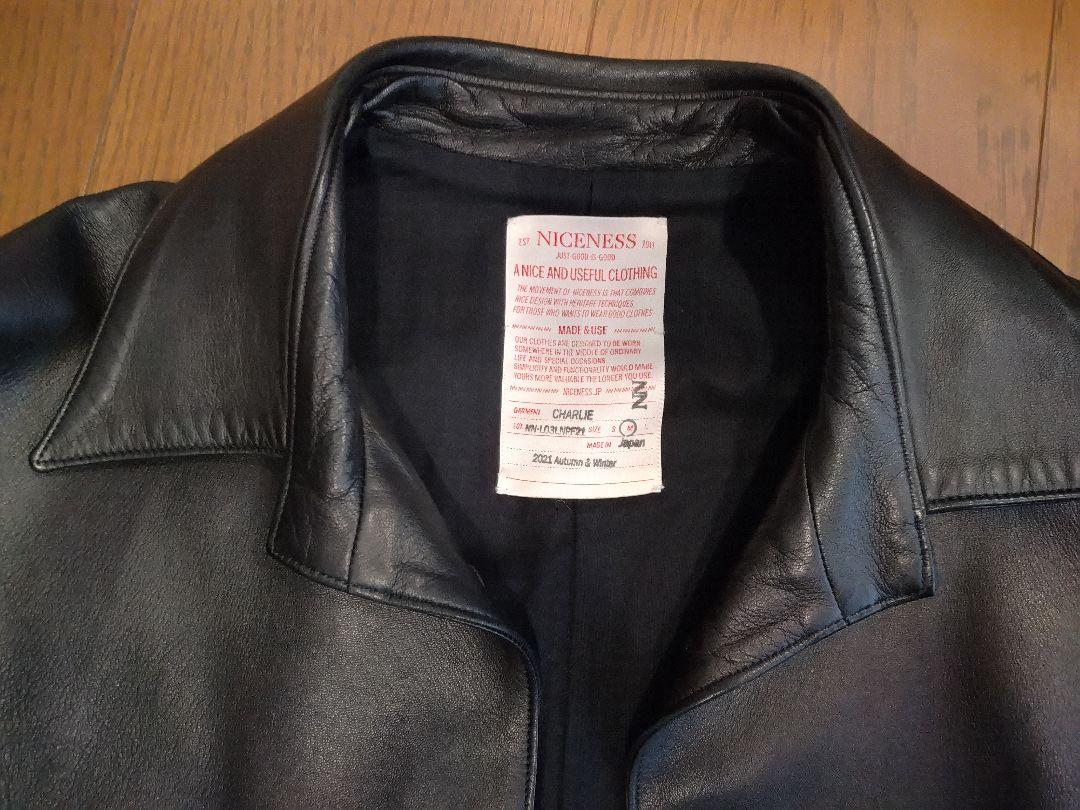 EST NICENESS 2011
JUST GOOD IS GOOD
A NICE AND USEFUL CLOTHING
THE MOVEMENT OF NICENESS IS THAT COMBINES
NICE DESIGN WITH HERITAGE TECHNIQUES
FOR THOSE WHO WANTS TO WEAR GOOD CLOTHES
MADE & USE
OUR CLOTHES ARE DESIGNED TO BE WORN
SOMEWHERE IN THE MIDDLE OF ORDINARY
LIFE AND SPECIAL OCCASIONS
SIMPLICITY AND FUNCTIONALITY WOULD MAKE
YOURS MORE VALUABLE THE LONGER YOU USE.
NICENESS.JP
NN
GARMENT CHARLIE
LOT SIZE S M
MADE IN Japan
2021 Autumn & Winter